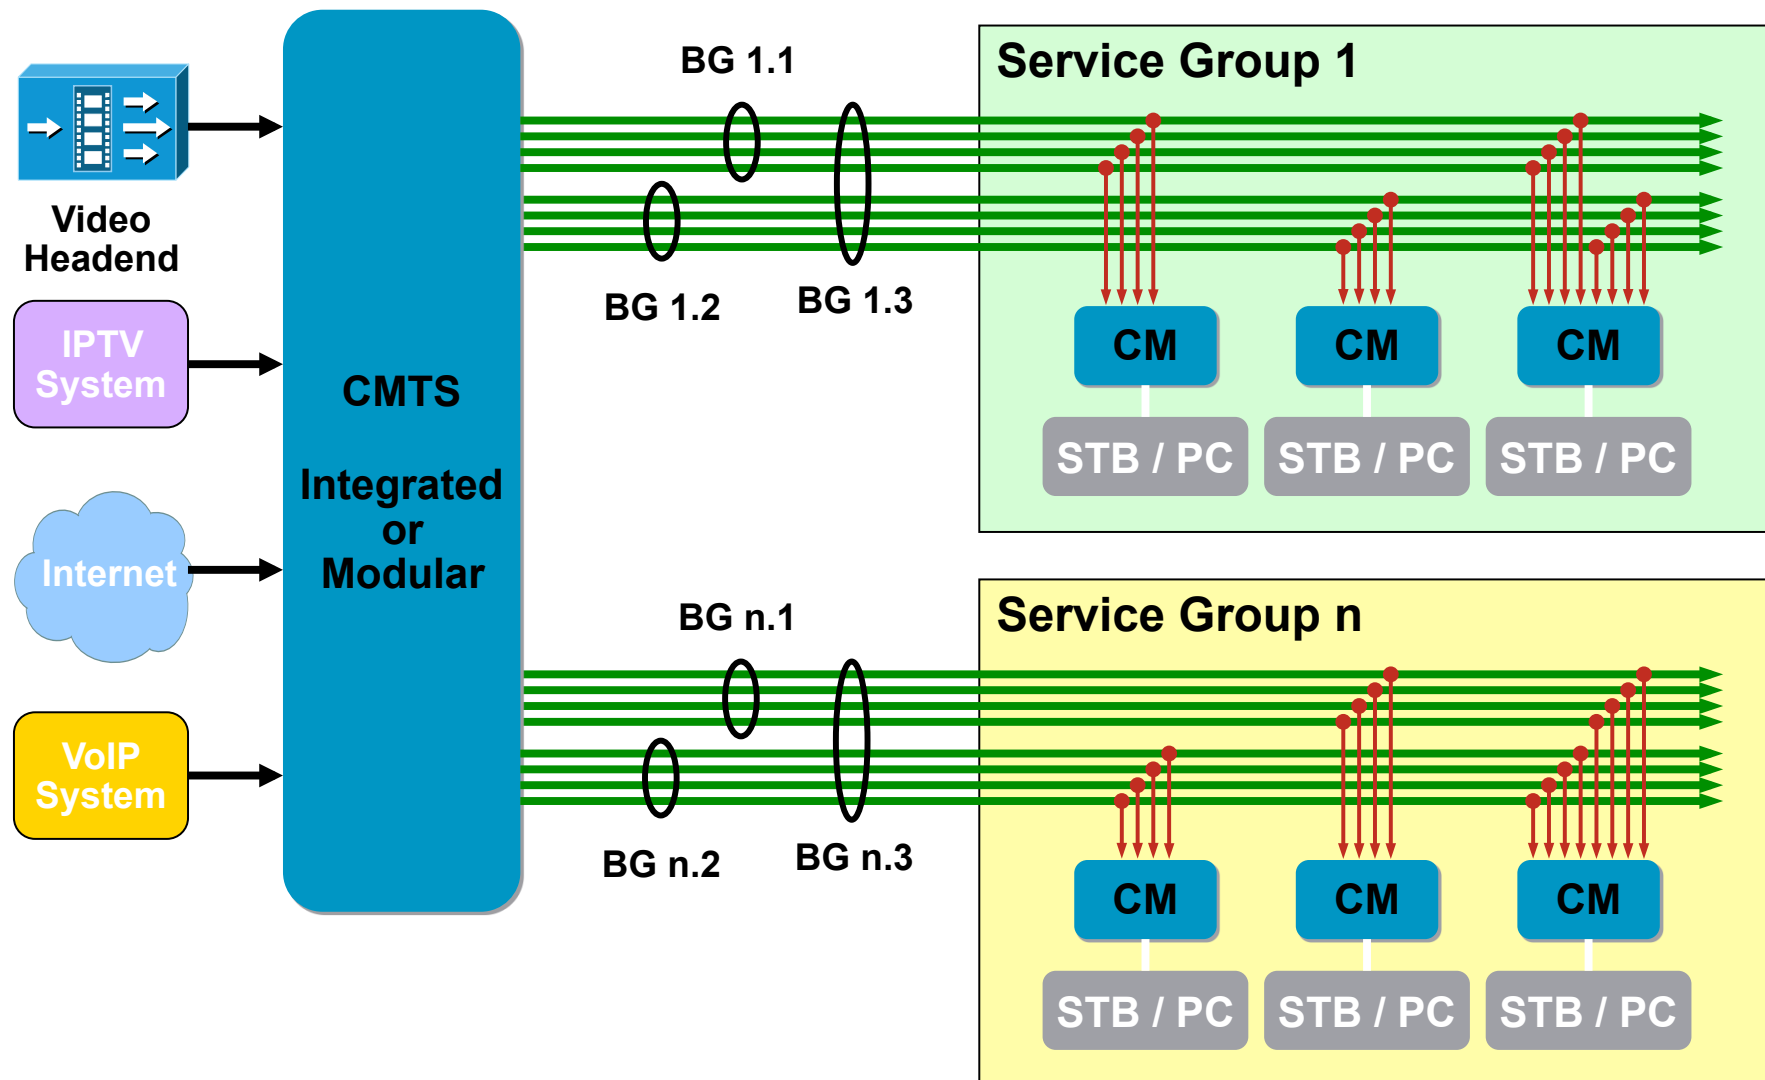 Video
Headend
IPTV
System
Internet
VoIP
System
CMTS
Integrated
or
Modular
BG 1.1
BG 1.2
BG 1.3
Service Group 1
CM
CM
CM
STB / PC
STB / PC
STB / PC
BG n.1
BG n.2
BG n.3
Service Group n
CM
CM
CM
STB / PC
STB / PC
STB / PC